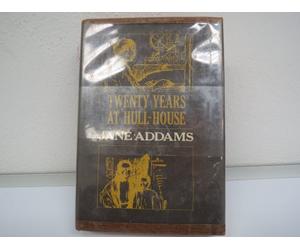 TWENTY YEARS
AT HULL-HOUSE
JANE ADDAMS